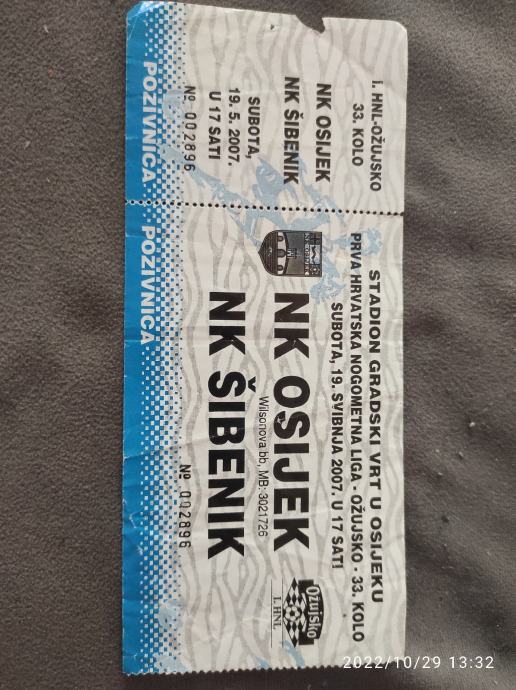 I. HNL-OŽUJSKO
33. KOLO
NK OSIJEK
NK ŠIBENIK
SUBOTA,
19. 5. 2007.
U 17 SATI
Nº 002896
POZIVNICA
STADION GRADSKI VRT U OSIJEKU
PRVA HRVATSKA NOGOMETNA LIGA - OŽUJSKO - 33. KOLO
SUBOTA, 19. SVIBNJA 2007. U 17 SATI
NK OSIJEK
Wilsonova bb, MB: 3021726
NK ŠIBENIK
Nº 002896
POZIVNICA
Ožujsko
1. HNL
2022/10/29 13:32